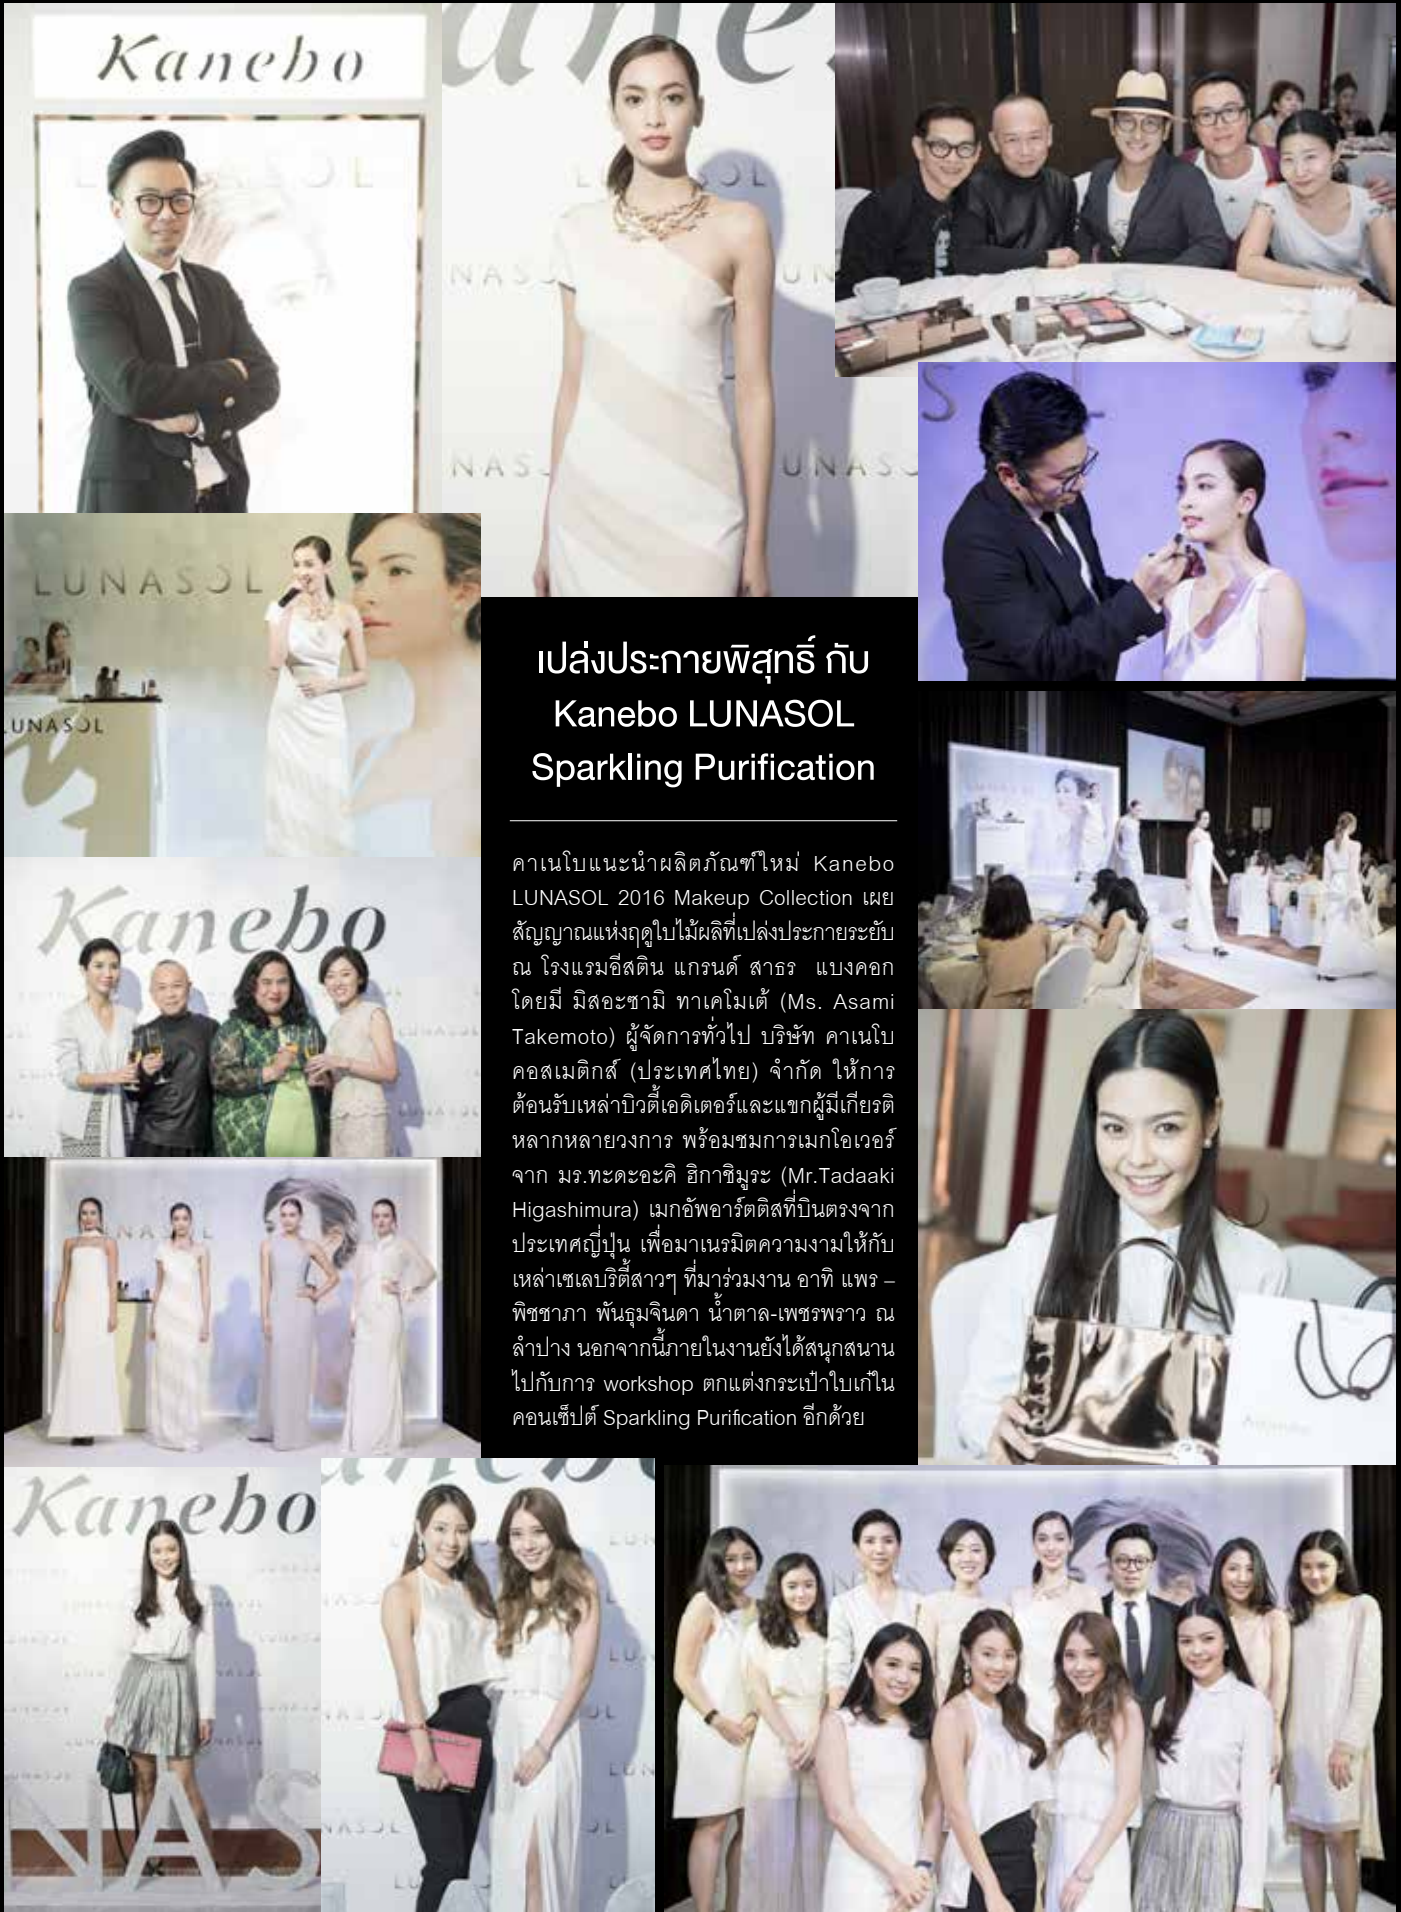 Kanebo
LUNASOL
LUNASOL
LUNASOL
LUNASOL
เปล่งประกายพิสุทธิ์ กับ
Kanebo LUNASOL
Sparkling Purification
คาเนโบแนะนำผลิตภัณฑ์ใหม่ Kanebo
LUNASOL 2016 Makeup Collection เผย
สัญญาณแห่งฤดูใบไม้ผลิที่เปล่งประกายระยับ
ณ โรงแรมอีสติน แกรนด์ สาธร แบงคอก
โดยมี มิสอะซามิ ทาเคโมเต้ (Ms. Asami
Takemoto) ผู้จัดการทั่วไป บริษัท คาเนโบ
คอสเมติกส์ (ประเทศไทย) จำกัด ให้การ
ต้อนรับเหล่าบิวตี้เอดิเตอร์และแขกผู้มีเกียรติ
หลากหลายวงการ พร้อมชมการเมกโอเวอร์
จาก มร.ทะดะอะคิ ฮิกาชิมูระ (Mr.Tadaaki
Higashimura) เมกอัพอาร์ตติสที่บินตรงจาก
ประเทศญี่ปุ่น เพื่อมาเนรมิตความงามให้กับ
เหล่าเซเลบริตี้สาวๆ ที่มาร่วมงาน อาทิ แพร –
พิชชาภา พันธุมจินดา น้ำตาล-เพชรพราว ณ
ลำปาง นอกจากนี้ภายในงานยังได้สนุกสนาน
ไปกับการ workshop ตกแต่งกระเป๋าใบเก๋ใน
คอนเซ็ปต์ Sparkling Purification อีกด้วย
Kanebo
LUNASOL
Kanebo
NAS